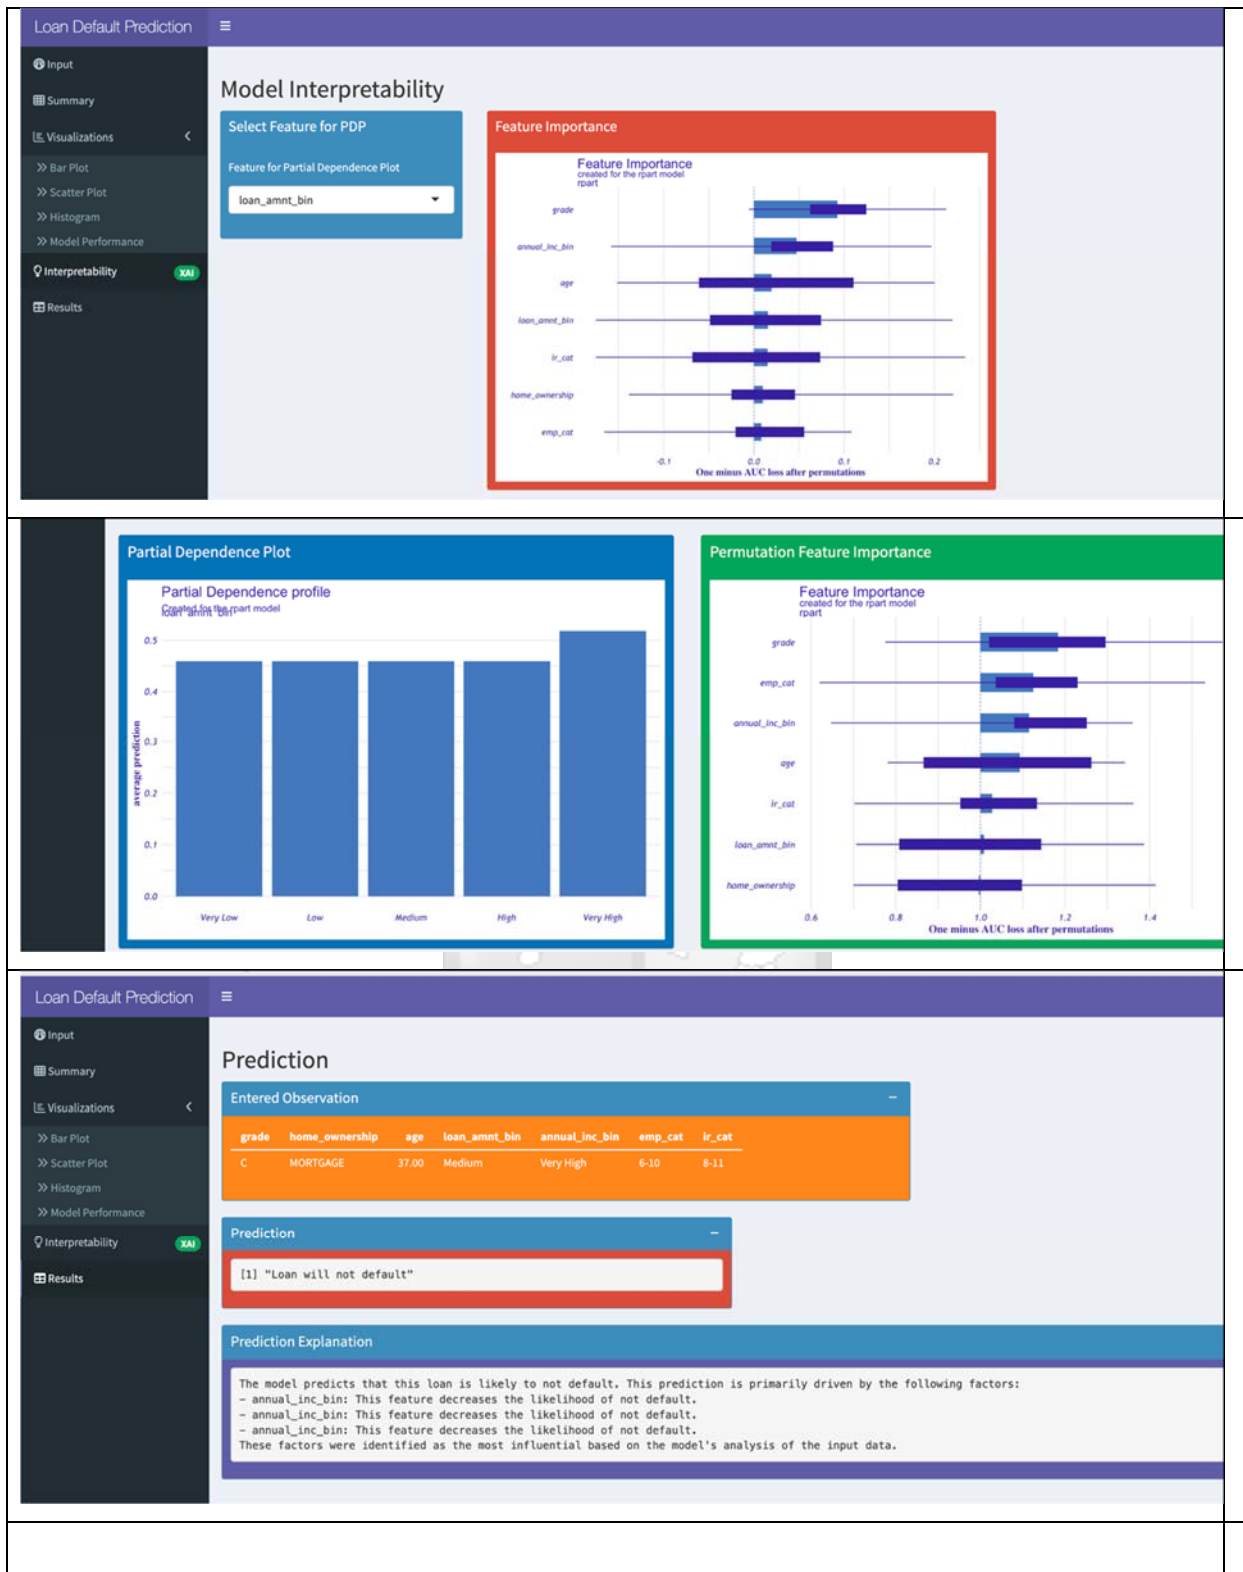 Loan Default Prediction
Input
Summary
Visualizations
Bar Plot
Scatter Plot
Histogram
Model Performance
Interpretability XAI
Results
Model Interpretability
Select Feature for PDP
Feature for Partial Dependence Plot
loan_amnt_bin
Feature Importance
Feature Importance
created for the rpart model
rpart
grade
annual_inc_bin
age
loan_amnt_bin
ir_cat
home_ownership
emp_cat
-0.1 0.0 0.1 0.2
One minus AUC loss after permutations
Partial Dependence Plot
Partial Dependence profile
Created for the rpart model
loan_amnt_bin
average prediction
0.5
0.4
0.3
0.2
0.1
0.0
Very Low Low Medium High Very High
Permutation Feature Importance
Feature Importance
created for the rpart model
rpart
grade
emp_cat
annual_inc_bin
age
ir_cat
loan_amnt_bin
home_ownership
0.6 0.8 1.0 1.2 1.4
One minus AUC loss after permutations
Loan Default Prediction
Input
Summary
Visualizations
Bar Plot
Scatter Plot
Histogram
Model Performance
Interpretability XAI
Results
Prediction
Entered Observation
grade home_ownership age loan_amnt_bin annual_inc_bin emp_cat ir_cat
C MORTGAGE 37.00 Medium Very High 6-10 8-11
Prediction
[1] "Loan will not default"
Prediction Explanation
The model predicts that this loan is likely to not default. This prediction is primarily driven by the following factors:
- annual_inc_bin: This feature decreases the likelihood of not default.
- annual_inc_bin: This feature decreases the likelihood of not default.
- annual_inc_bin: This feature decreases the likelihood of not default.
These factors were identified as the most influential based on the model's analysis of the input data.